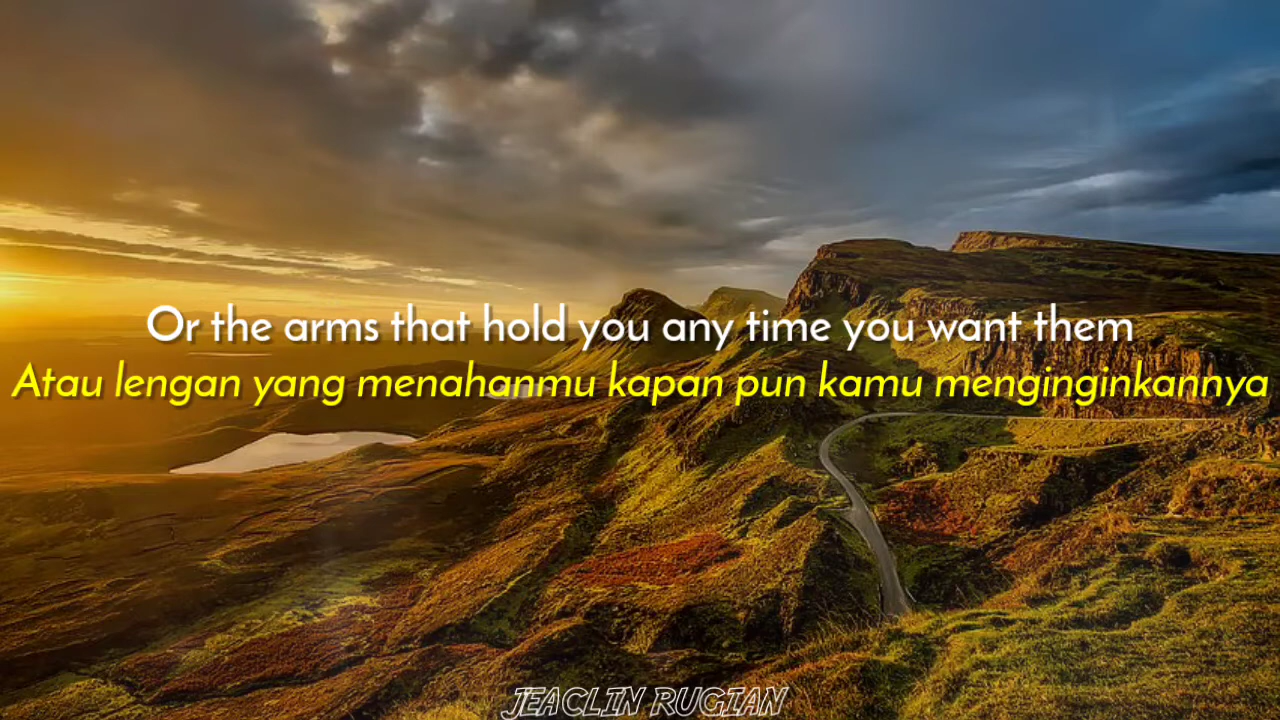 Or the arms that hold you any time you want them
Atau lengan yang menahanmu kapan pun kamu menginginkannya
JEACLIN RUGIAN